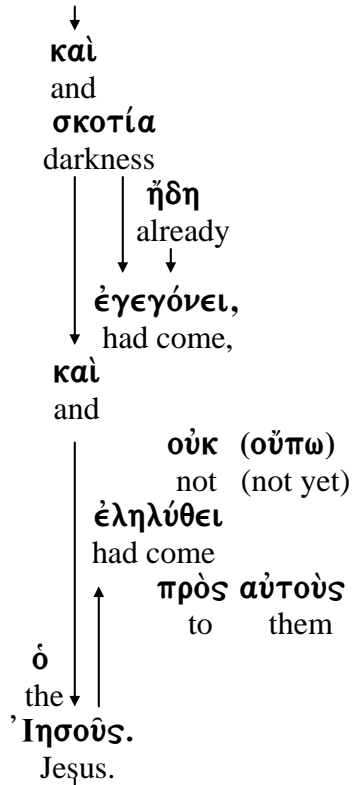 καὶ
and
σκοτία
darkness
ἤδη
already
ἐγεγόνει,
had come,
καὶ
and
οὐκ (οὔπω)
not (not yet)
ἐληλύθει
had come
πρὸς αὐτοὺς
to them
ὁ
the
᾿Ιησοῦς.
Jesus.